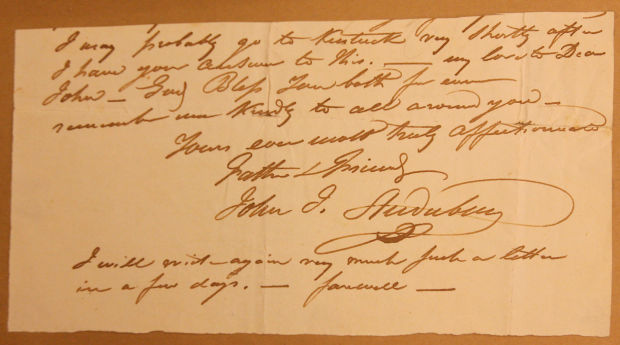 I may probably go to Kentuck very shortly after
I have your answer to this. — my love to Dear
John — God Bless You both for ever
remember me kindly to all around you —
Yours ever most truly affectionate
Father & Friend
John J. Audubon
I will write again very much such a letter
in a few days. — farewell —